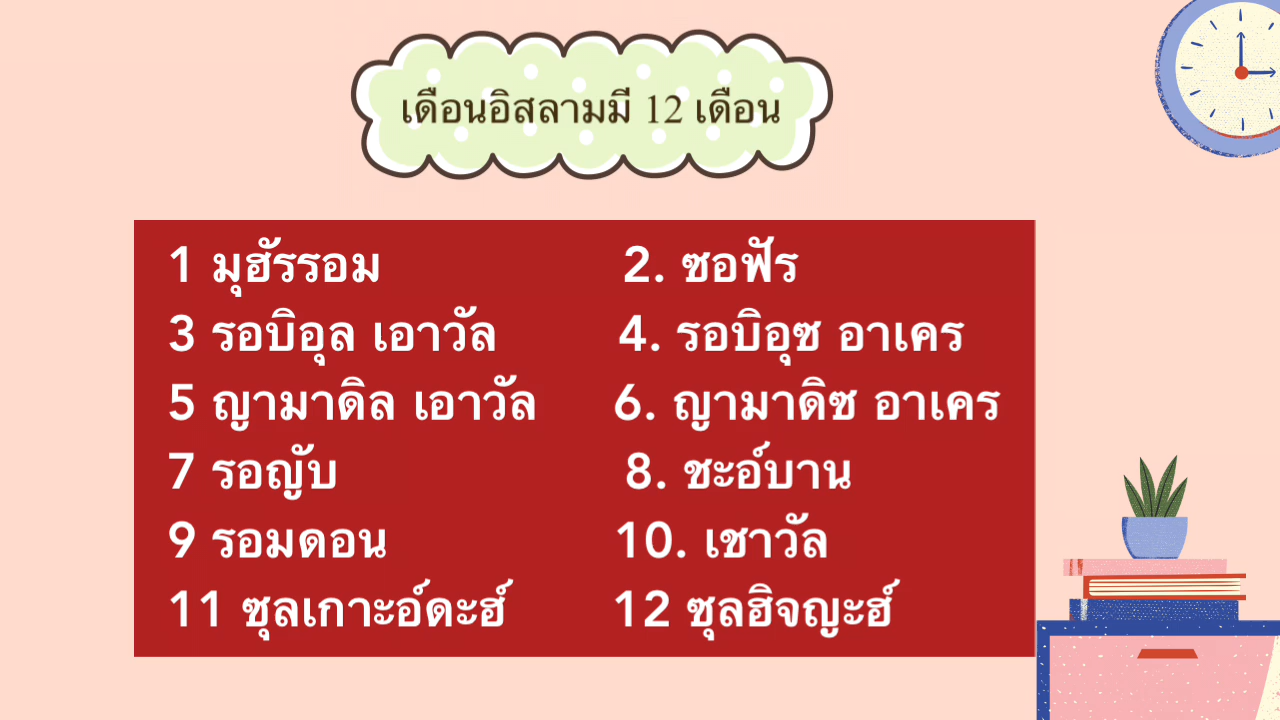 เดือนอิสลามมี 12 เดือน
1 มุฮัรรอม 2. ซอฟัร
3 รอบิอุล เอาวัล 4. รอบิอุซ อาเคร
5 ญามาดิล เอาวัล 6. ญามาดิซ อาเคร
7 รอญับ 8. ชะอ์บาน
9 รอมดอน 10. เชาวัล
11 ซุลเกาะอ์ดะฮ์ 12 ซุลฮิจญะฮ์